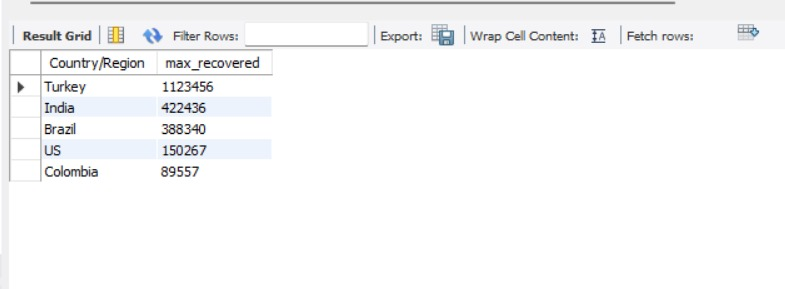 Result Grid Filter Rows: Export: Wrap Cell Content: IA Fetch rows:
Country/Region max_recovered
Turkey 1123456
India 422436
Brazil 388340
US 150267
Colombia 89557